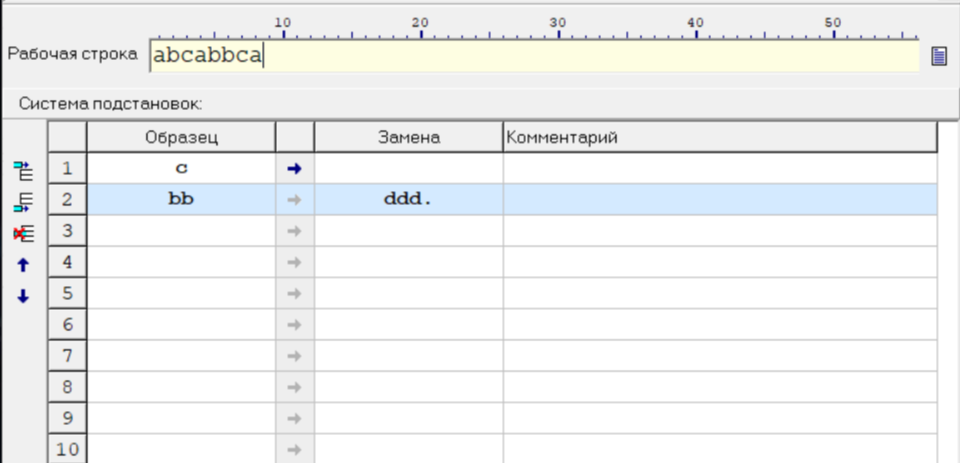 10 20 30 40 50
Рабочая строка abcabbca
Система подстановок:
Образец Замена Комментарий
1 c →
2 bb → ddd.
3 →
4 →
5 →
6 →
7 →
8 →
9 →
10 →